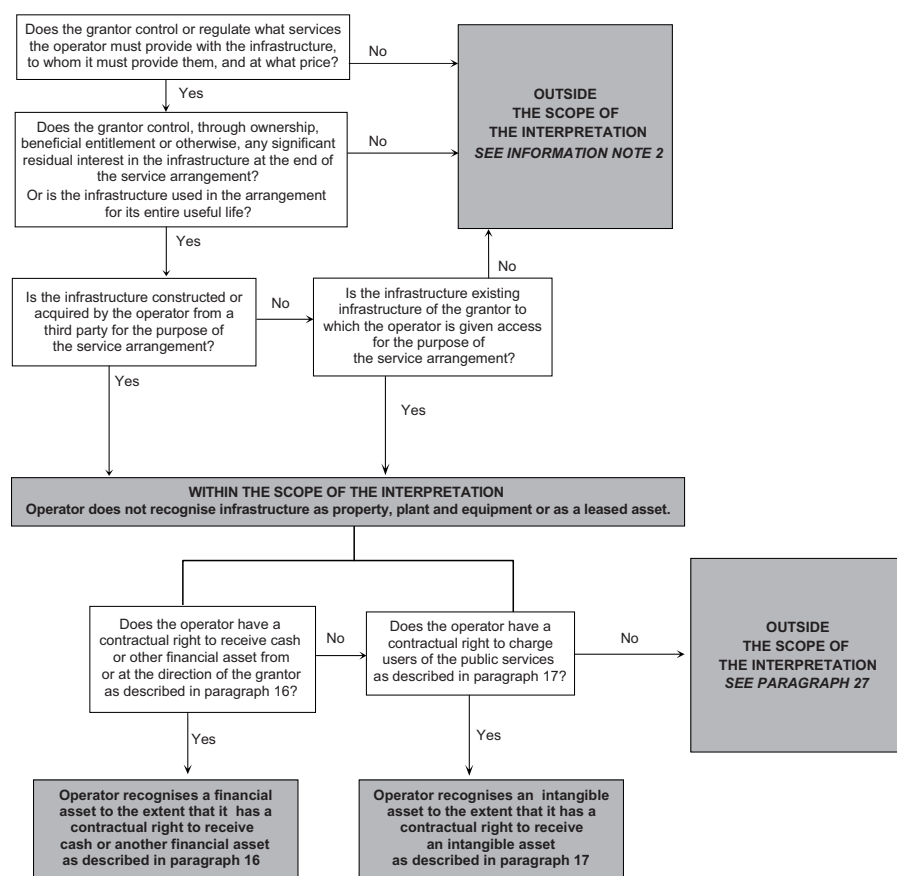 Does the grantor control or regulate what services
the operator must provide with the infrastructure,
to whom it must provide them, and at what price?
No
Yes
OUTSIDE
THE SCOPE OF
THE INTERPRETATION
SEE INFORMATION NOTE 2
Does the grantor control, through ownership,
beneficial entitlement or otherwise, any significant
residual interest in the infrastructure at the end of
the service arrangement?
Or is the infrastructure used in the arrangement
for its entire useful life?
No
Yes
No
Is the infrastructure constructed or
acquired by the operator from a
third party for the purpose of
the service arrangement?
No
Is the infrastructure existing
infrastructure of the grantor to
which the operator is given access
for the purpose of
the service arrangement?
Yes
Yes
WITHIN THE SCOPE OF THE INTERPRETATION
Operator does not recognise infrastructure as property, plant and equipment or as a leased asset.
Does the operator have a
contractual right to receive cash
or other financial asset from
or at the direction of the grantor
as described in paragraph 16?
No
Does the operator have a
contractual right to charge
users of the public services
as described in paragraph 17?
No
OUTSIDE
THE SCOPE OF
THE INTERPRETATION
SEE PARAGRAPH 27
Yes
Yes
Operator recognises a financial
asset to the extent that it has a
contractual right to receive
cash or another financial asset
as described in paragraph 16
Operator recognises an intangible
asset to the extent that it has a
contractual right to receive
an intangible asset
as described in paragraph 17